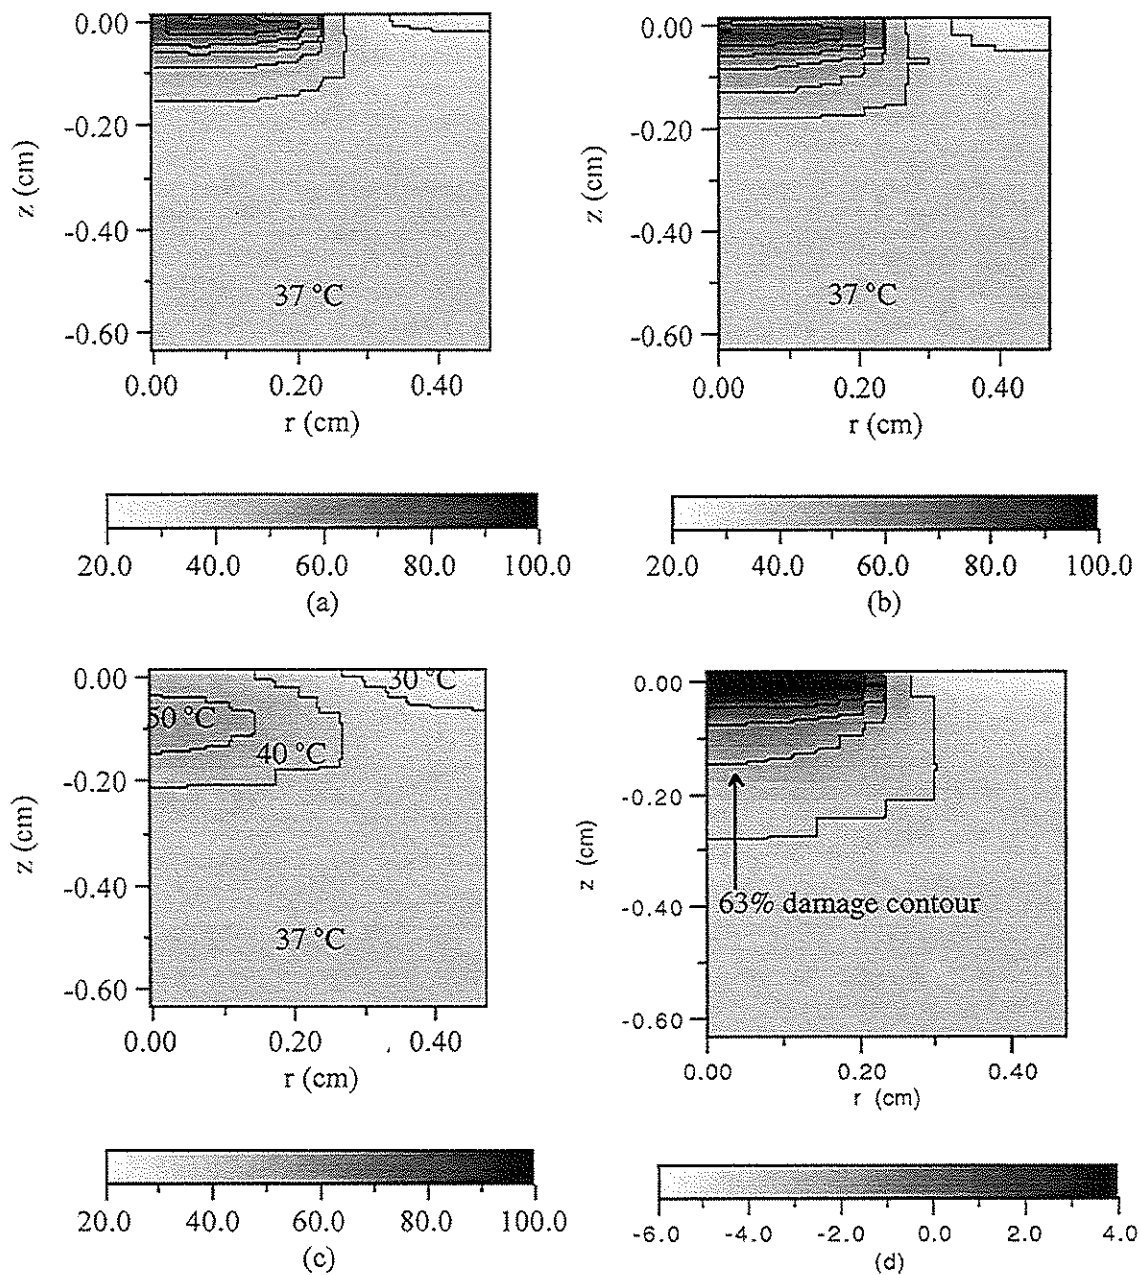 0.00
-0.20
-0.40
-0.60
z (cm)
37 °C
0.00 0.20 0.40
r (cm)
20.0 40.0 60.0 80.0 100.0
(a)
0.00
-0.20
-0.40
-0.60
z (cm)
37 °C
0.00 0.20 0.40
r (cm)
20.0 40.0 60.0 80.0 100.0
(b)
0.00
-0.20
-0.40
-0.60
z (cm)
30 °C
50 °C
40 °C
37 °C
0.00 0.20 0.40
r (cm)
20.0 40.0 60.0 80.0 100.0
(c)
0.00
-0.20
-0.40
-0.60
z (cm)
63% damage contour
0.00 0.20 0.40
r (cm)
-6.0 -4.0 -2.0 0.0 2.0 4.0
(d)